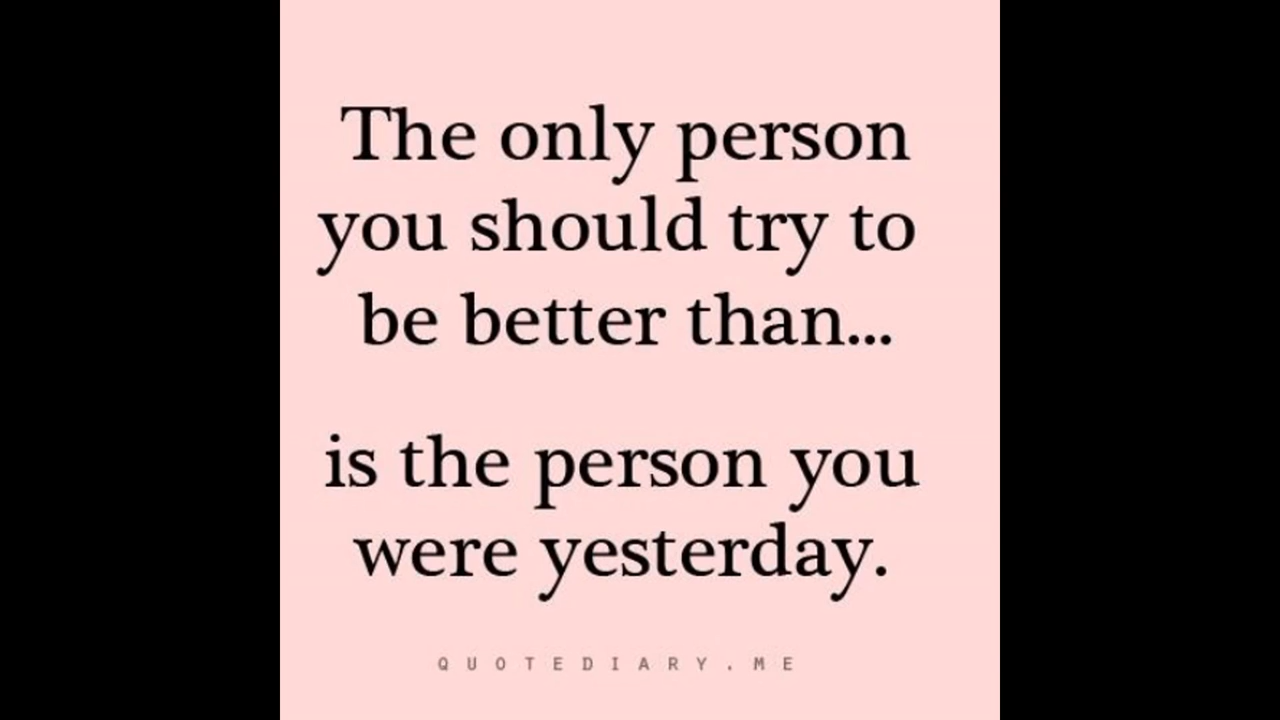 The only person
you should try to
be better than...
is the person you
were yesterday.
QUOTEDIARY.ME